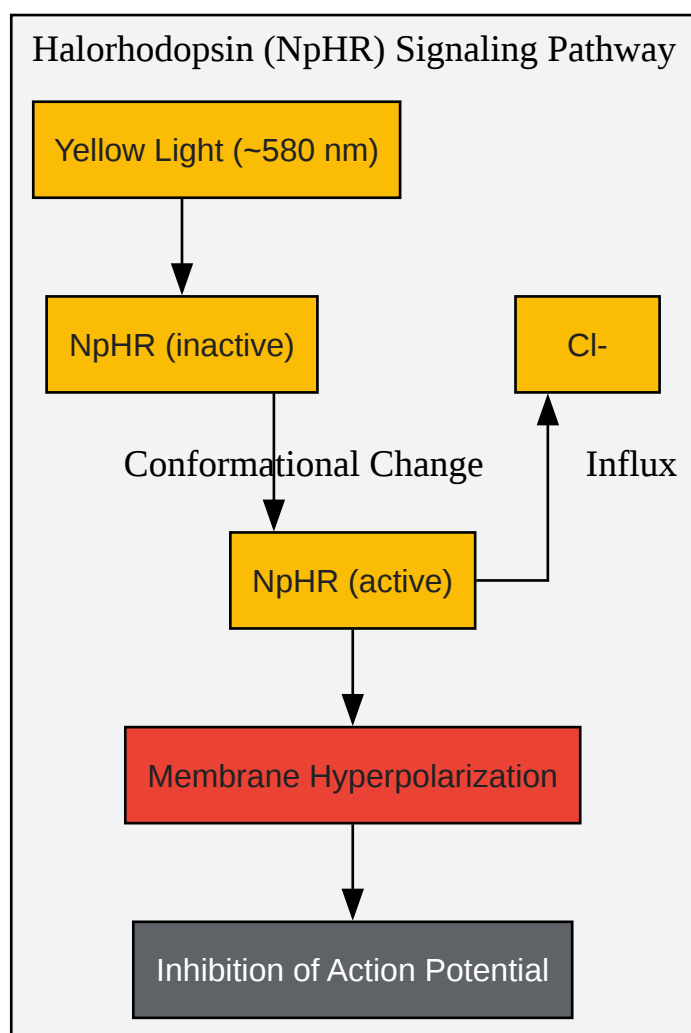 Halorhodopsin (NpHR) Signaling Pathway
Yellow Light (~580 nm)
NpHR (inactive)
Cl-
Conformational Change
Influx
NpHR (active)
Membrane Hyperpolarization
Inhibition of Action Potential